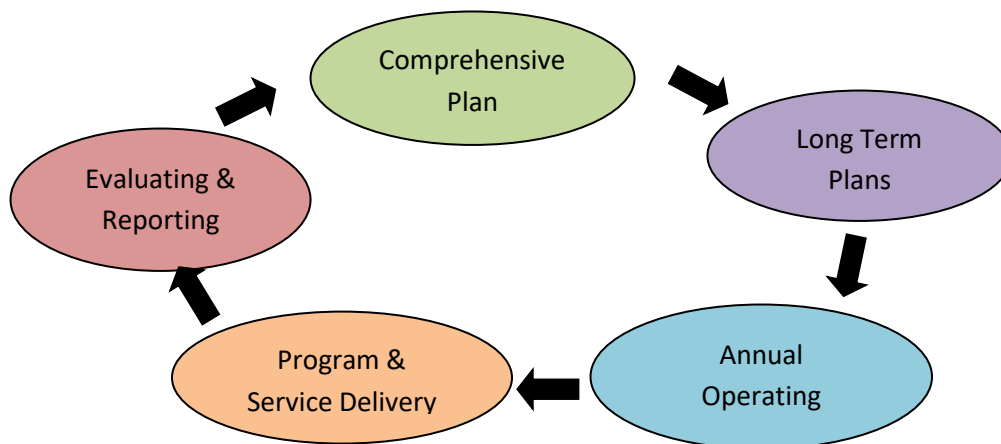 Comprehensive
Plan
Long Term
Plans
Evaluating &
Reporting
Annual
Operating
Program &
Service Delivery